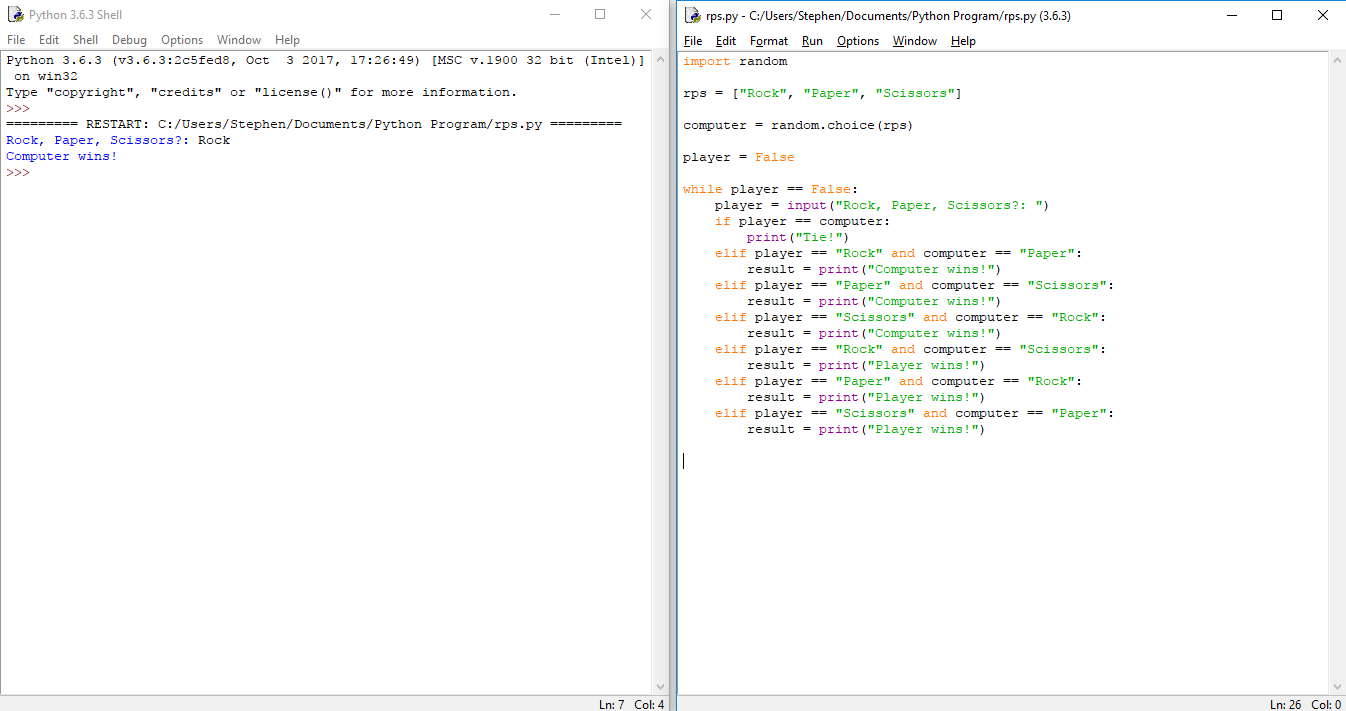 Python 3.6.3 Shell
File Edit Shell Debug Options Window Help
Python 3.6.3 (v3.6.3:2c5fed8, Oct  3 2017, 17:26:49) [MSC v.1900 32 bit (Intel)]
 on win32
Type "copyright", "credits" or "license()" for more information.
>>>
========= RESTART: C:/Users/Stephen/Documents/Python Program/rps.py =========
Rock, Paper, Scissors?: Rock
Computer wins!
>>>
Ln: 7 Col: 4
rps.py - C:/Users/Stephen/Documents/Python Program/rps.py (3.6.3)
File Edit Format Run Options Window Help
import random
rps = ["Rock", "Paper", "Scissors"]
computer = random.choice(rps)
player = False
while player == False:
    player = input("Rock, Paper, Scissors?: ")
    if player == computer:
        print("Tie!")
    elif player == "Rock" and computer == "Paper":
        result = print("Computer wins!")
    elif player == "Paper" and computer == "Scissors":
        result = print("Computer wins!")
    elif player == "Scissors" and computer == "Rock":
        result = print("Computer wins!")
    elif player == "Rock" and computer == "Scissors":
        result = print("Player wins!")
    elif player == "Paper" and computer == "Rock":
        result = print("Player wins!")
    elif player == "Scissors" and computer == "Paper":
        result = print("Player wins!")
Ln: 26 Col: 0